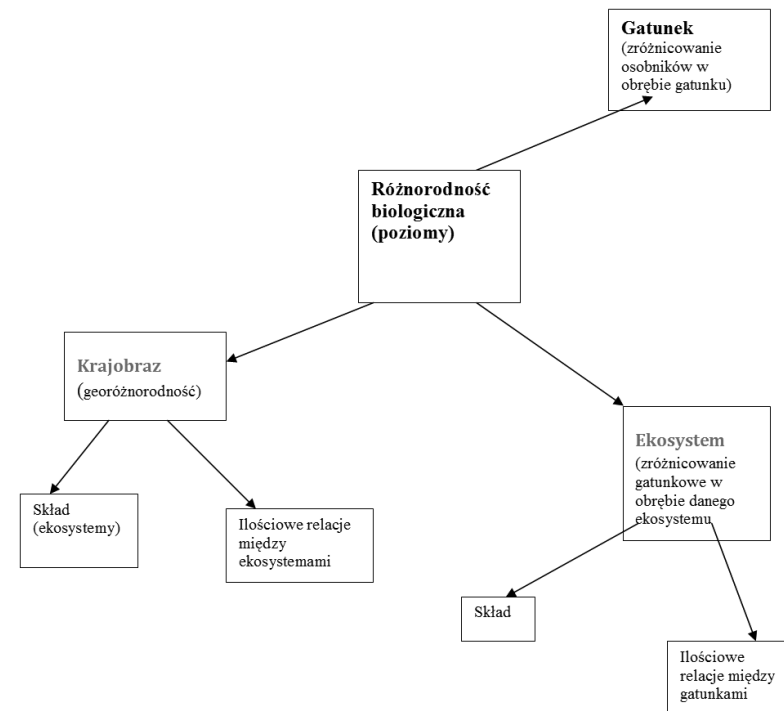 Gatunek
(zróżnicowanie
osobników w
obrębie gatunku)
Różnorodność
biologiczna
(poziomy)
Krajobraz
(georóżnorodność)
Ekosystem
(zróżnicowanie
gatunkowe w
obrębie danego
ekosystemu
Skład
(ekosystemy)
Ilościowe relacje
między
ekosystemami
Skład
Ilościowe
relacje między
gatunkami